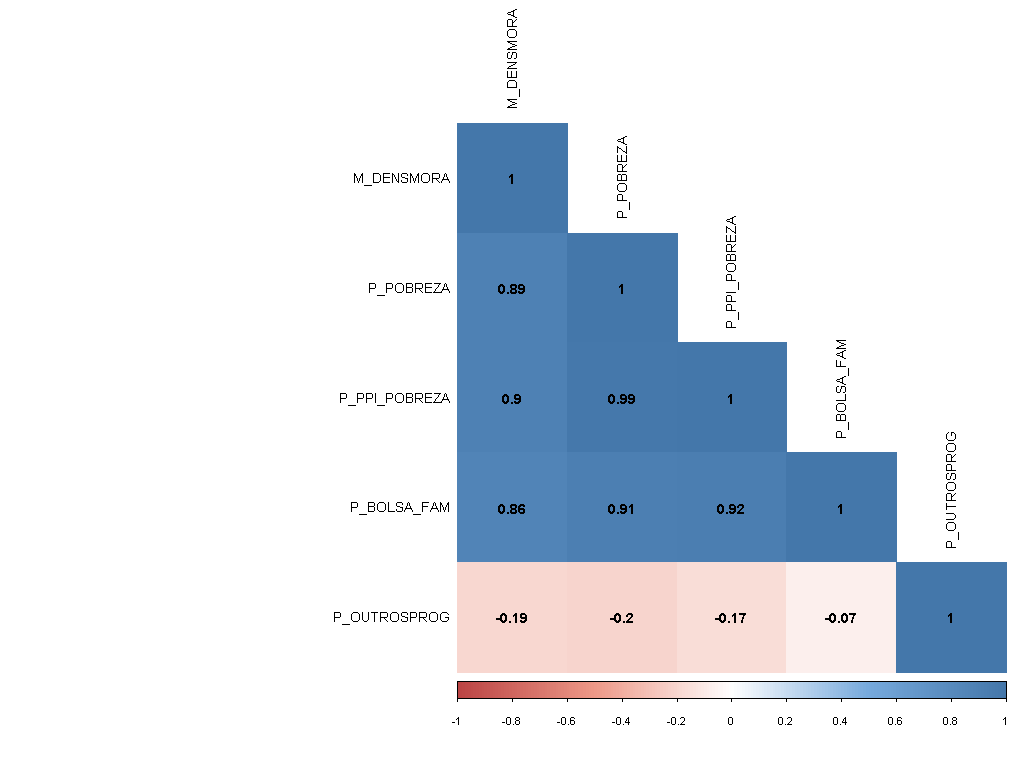 M_DENSMORA
P_POBREZA
P_PPI_POBREZA
P_BOLSA_FAM
P_OUTROSPROG
M_DENSMORA 1
P_POBREZA 0.89 1
P_PPI_POBREZA 0.9 0.99 1
P_BOLSA_FAM 0.86 0.91 0.92 1
P_OUTROSPROG -0.19 -0.2 -0.17 -0.07 1
-1 -0.8 -0.6 -0.4 -0.2 0 0.2 0.4 0.6 0.8 1